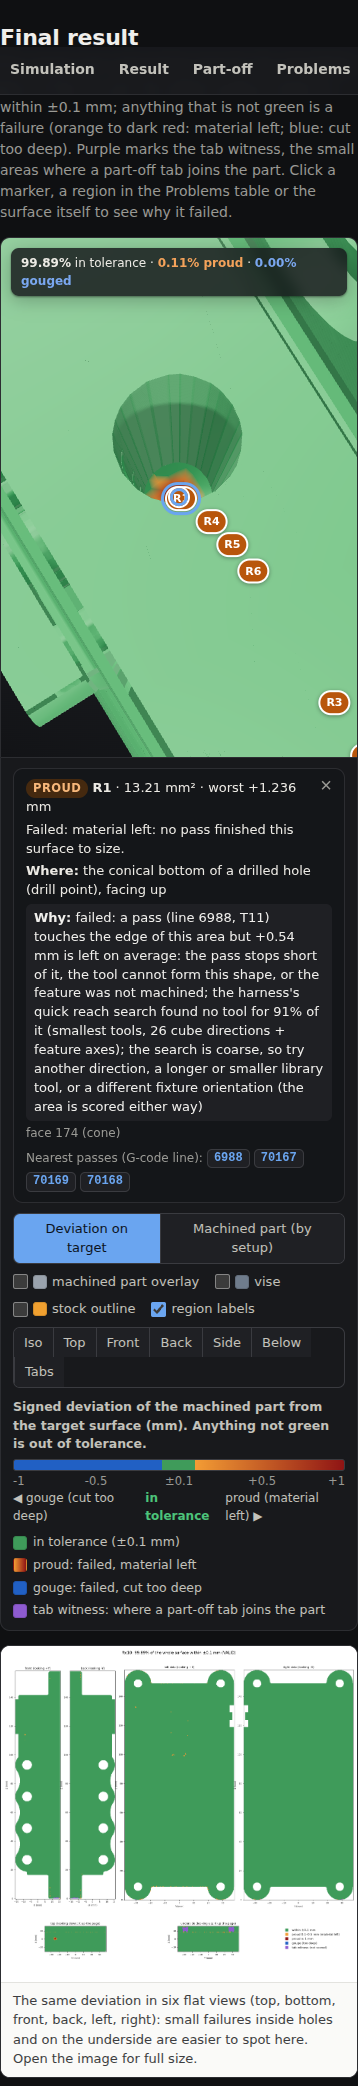 Final result
Simulation Result Part-off Problems
within ±0.1 mm; anything that is not green is a
failure (orange to dark red: material left; blue: cut
too deep). Purple marks the tab witness, the small
areas where a part-off tab joins the part. Click a
marker, a region in the Problems table or the
surface itself to see why it failed.
99.89% in tolerance · 0.11% proud · 0.00%
gouged
R4
R5
R6
R3
PROUD R1 · 13.21 mm² · worst +1.236 ×
mm
Failed: material left: no pass finished this
surface to size.
Where: the conical bottom of a drilled hole
(drill point), facing up
Why: failed: a pass (line 6988, T11)
touches the edge of this area but +0.54
mm is left on average: the pass stops short
of it, the tool cannot form this shape, or the
feature was not machined; the harness's
quick reach search found no tool for 91% of
it (smallest tools, 26 cube directions +
feature axes); the search is coarse, so try
another direction, a longer or smaller library
tool, or a different fixture orientation (the
area is scored either way)
face 174 (cone)
Nearest passes (G-code line): 6988 70167
70169 70168
Deviation on
target
Machined part (by
setup)
machined part overlay vise
stock outline region labels
Iso Top Front Back Side Below
Tabs
Signed deviation of the machined part from
the target surface (mm). Anything not green
is out of tolerance.
-1 -0.5 ±0.1 +0.5 +1
◀ gouge (cut too
deep)
in
tolerance
proud (material
left) ▶
in tolerance (±0.1 mm)
proud: failed, material left
gouge: failed, cut too deep
tab witness: where a part-off tab joins the part
The same deviation in six flat views (top, bottom,
front, back, left, right): small failures inside holes
and on the underside are easier to spot here.
Open the image for full size.